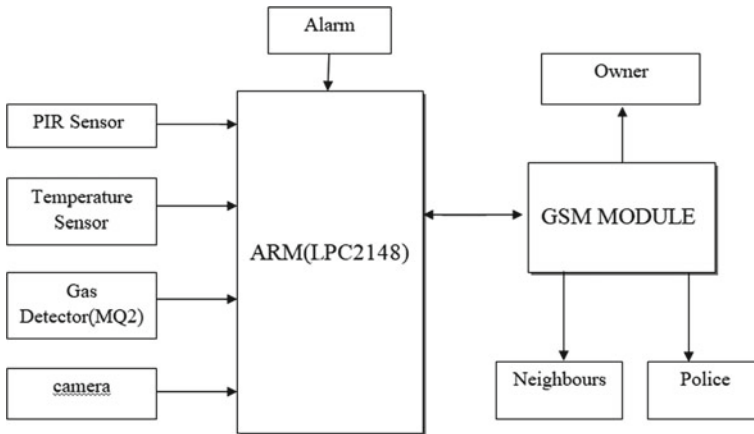 Alarm
Owner
PIR Sensor
Temperature
Sensor
GSM MODULE
ARM(LPC2148)
Gas
Detector(MQ2)
camera
Neighbours
Police